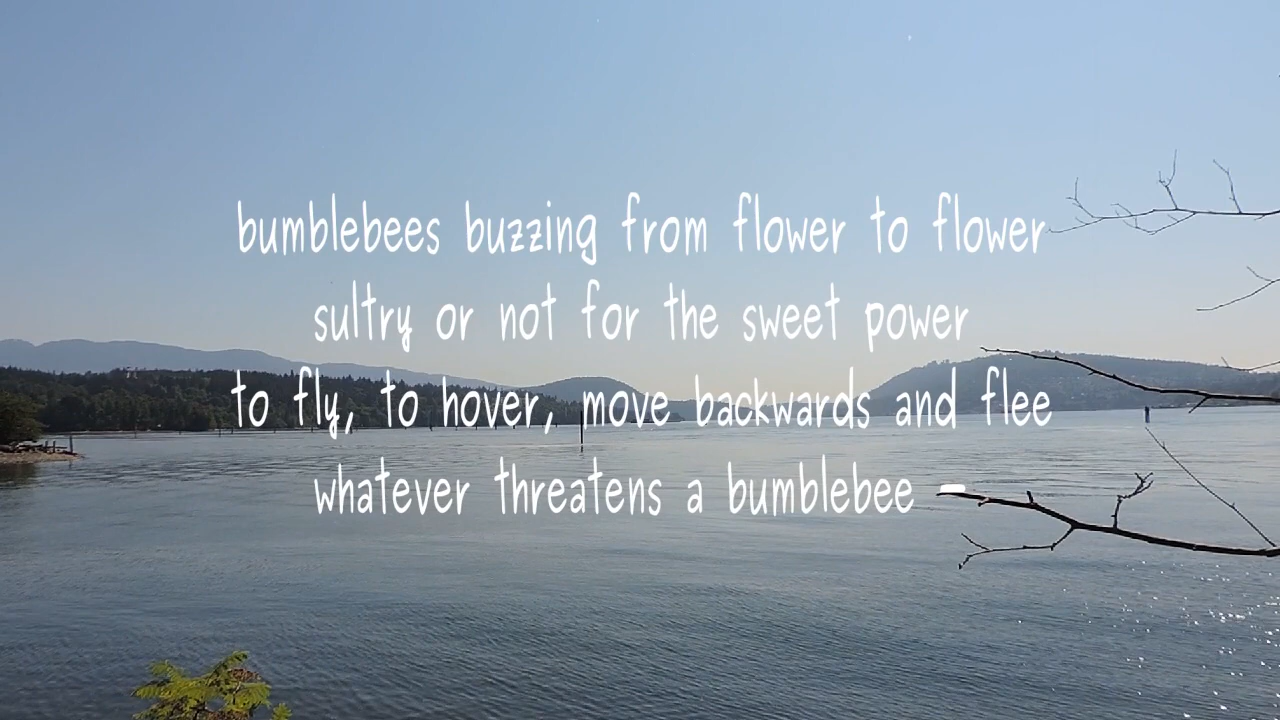 bumblebees buzzing from flower to flower
sultry or not for the sweet power
to fly, to hover, move backwards and flee
whatever threatens a bumblebee -